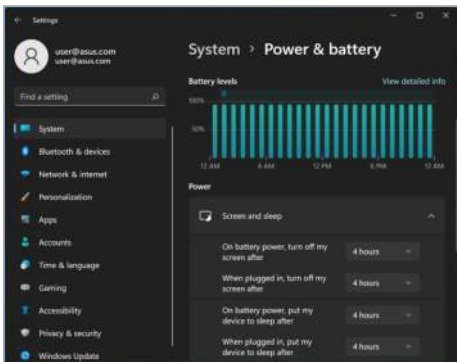 Settings
user@asus.com
user@asus.com
Find a setting
System
Bluetooth & devices
Network & internet
Personalization
Apps
Accounts
Time & language
Gaming
Accessibility
Privacy & security
Windows Update
System > Power & battery
Battery levels View detailed info
100%
50%
12 AM 6 AM 12 PM 6 PM 12 AM
Power
Screen and sleep
On battery power, turn off my
screen after
4 hours
When plugged in, turn off my
screen after
4 hours
On battery power, put my
device to sleep after
4 hours
When plugged in, put my
device to sleep after
4 hours